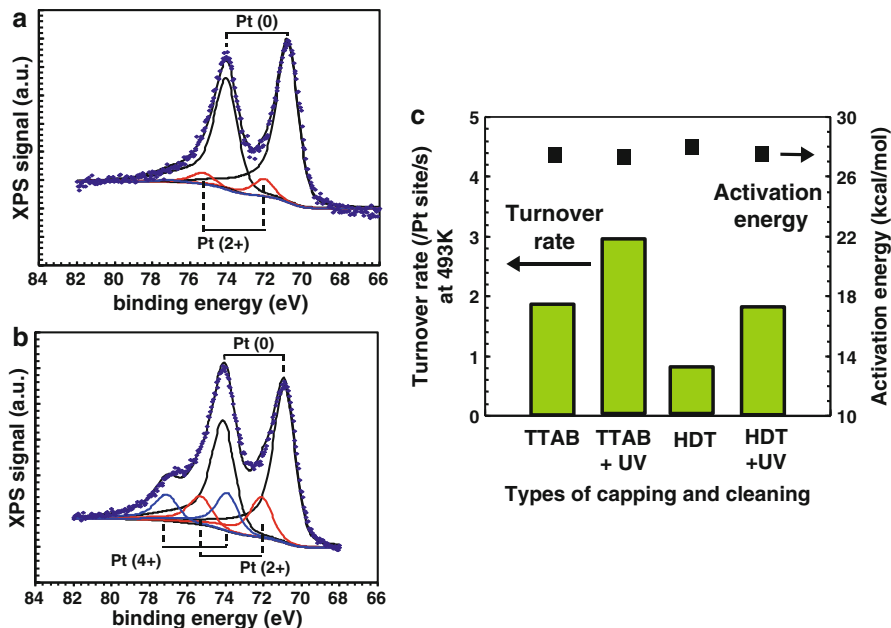 a
Pt (0)
XPS signal (a.u.)
Pt (2+)
84 82 80 78 76 74 72 70 68 66
binding energy (eV)
b
Pt (0)
XPS signal (a.u.)
Pt (4+)
Pt (2+)
84 82 80 78 76 74 72 70 68 66
binding energy (eV)
c
5
4
3
2
1
0
Turnover rate (/Pt site/s)
at 493K
Turnover
rate
Activation
energy
30
26
22
18
14
10
Activation energy (kcal/mol)
TTAB
TTAB
+ UV
HDT
HDT
+UV
Types of capping and cleaning